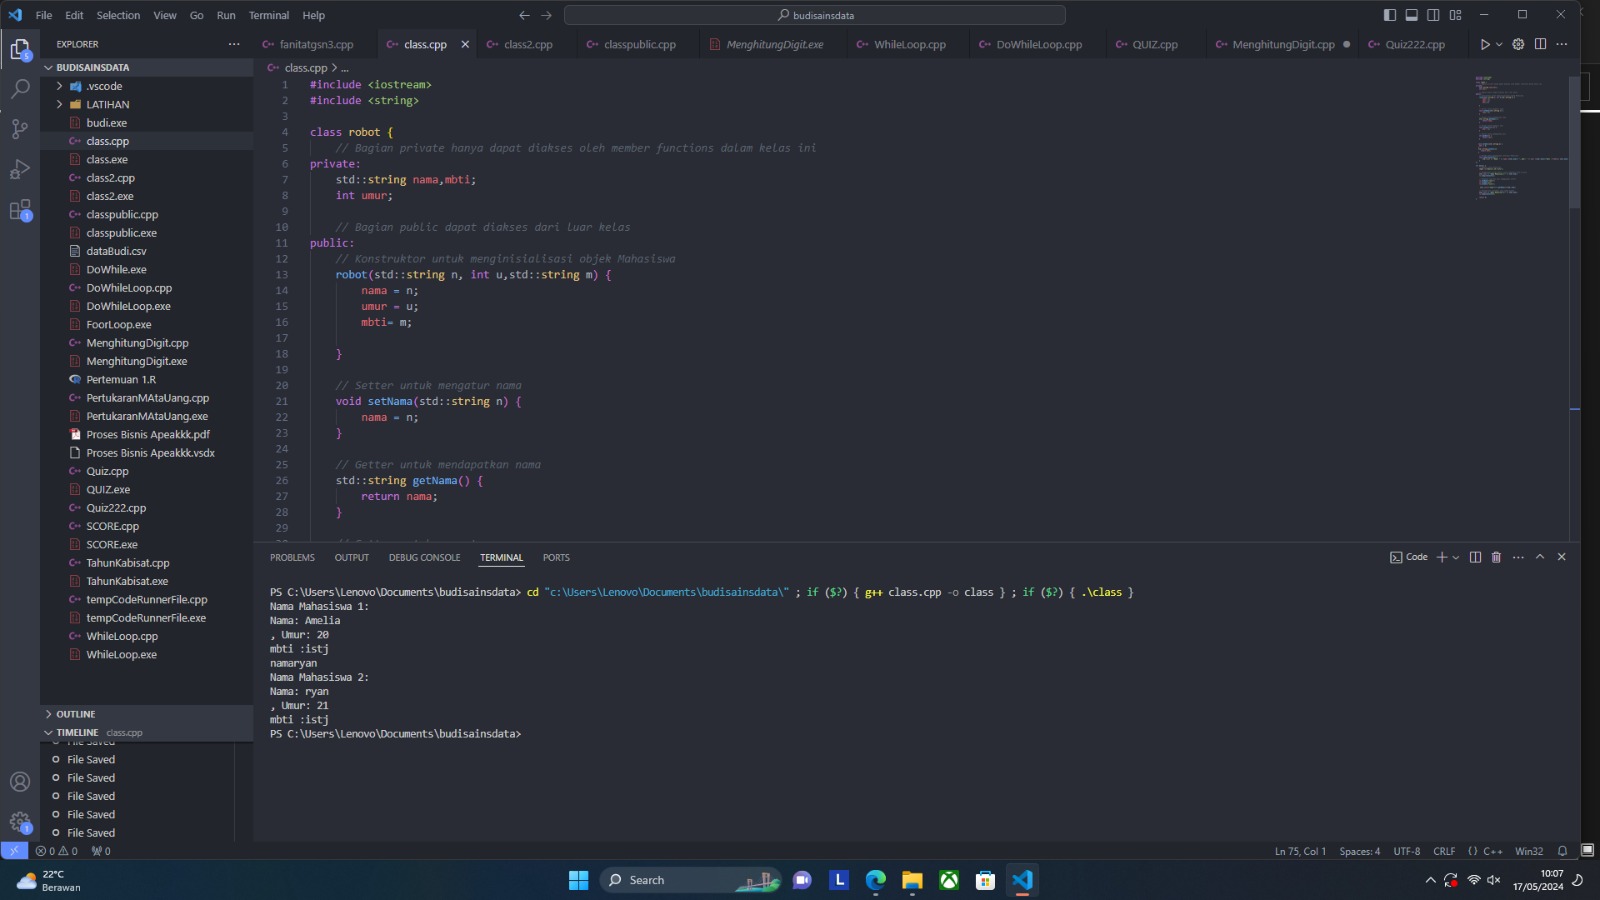 File Edit Selection View Go Run Terminal Help
budisainsdata
EXPLORER
fanitatgsn3.cpp class.cpp class2.cpp classpublic.cpp MenghitungDigit.exe WhileLoop.cpp DoWhileLoop.cpp QUIZ.cpp MenghitungDigit.cpp Quiz222.cpp
5
1
BUDISAINSDATA
.vscode
LATIHAN
budi.exe
class.cpp
class.exe
class2.cpp
class2.exe
classpublic.cpp
classpublic.exe
dataBudi.csv
DoWhile.exe
DoWhileLoop.cpp
DoWhileLoop.exe
FoorLoop.exe
MenghitungDigit.cpp
MenghitungDigit.exe
Pertemuan 1.R
PertukaranMAtaUang.cpp
PertukaranMAtaUang.exe
Proses Bisnis Apeakkk.pdf
Proses Bisnis Apeakkk.vsdx
Quiz.cpp
QUIZ.exe
Quiz222.cpp
SCORE.cpp
SCORE.exe
TahunKabisat.cpp
TahunKabisat.exe
tempCodeRunnerFile.cpp
tempCodeRunnerFile.exe
WhileLoop.cpp
WhileLoop.exe
OUTLINE
TIMELINE class.cpp
File Saved
File Saved
File Saved
File Saved
File Saved
File Saved
1
class.cpp > ...
1 #include <iostream>
2 #include <string>
3
4 class robot {
5 // Bagian private hanya dapat diakses oleh member functions dalam kelas ini
6 private:
7 std::string nama,mbti;
8 int umur;
9
10 // Bagian public dapat diakses dari luar kelas
11 public:
12 // Konstruktor untuk menginisialisasi objek Mahasiswa
13 robot(std::string n, int u,std::string m) {
14 nama = n;
15 umur = u;
16 mbti= m;
17
18 }
19
20 // Setter untuk mengatur nama
21 void setNama(std::string n) {
22 nama = n;
23 }
24
25 // Getter untuk mendapatkan nama
26 std::string getNama() {
27 return nama;
28 }
29
PROBLEMS OUTPUT DEBUG CONSOLE TERMINAL PORTS
Code
PS C:\Users\Lenovo\Documents\budisainsdata> cd "c:\Users\Lenovo\Documents\budisainsdata\" ; if ($?) { g++ class.cpp -o class } ; if ($?) { .\class }
Nama Mahasiswa 1:
Nama: Amelia
, Umur: 20
mbti :istj
namaryan
Nama Mahasiswa 2:
Nama: ryan
, Umur: 21
mbti :istj
PS C:\Users\Lenovo\Documents\budisainsdata>
0 0 0
Ln 75, Col 1 Spaces: 4 UTF-8 CRLF {} C++ Win32
22°C
Berawan
Search
L
10:07
17/05/2024